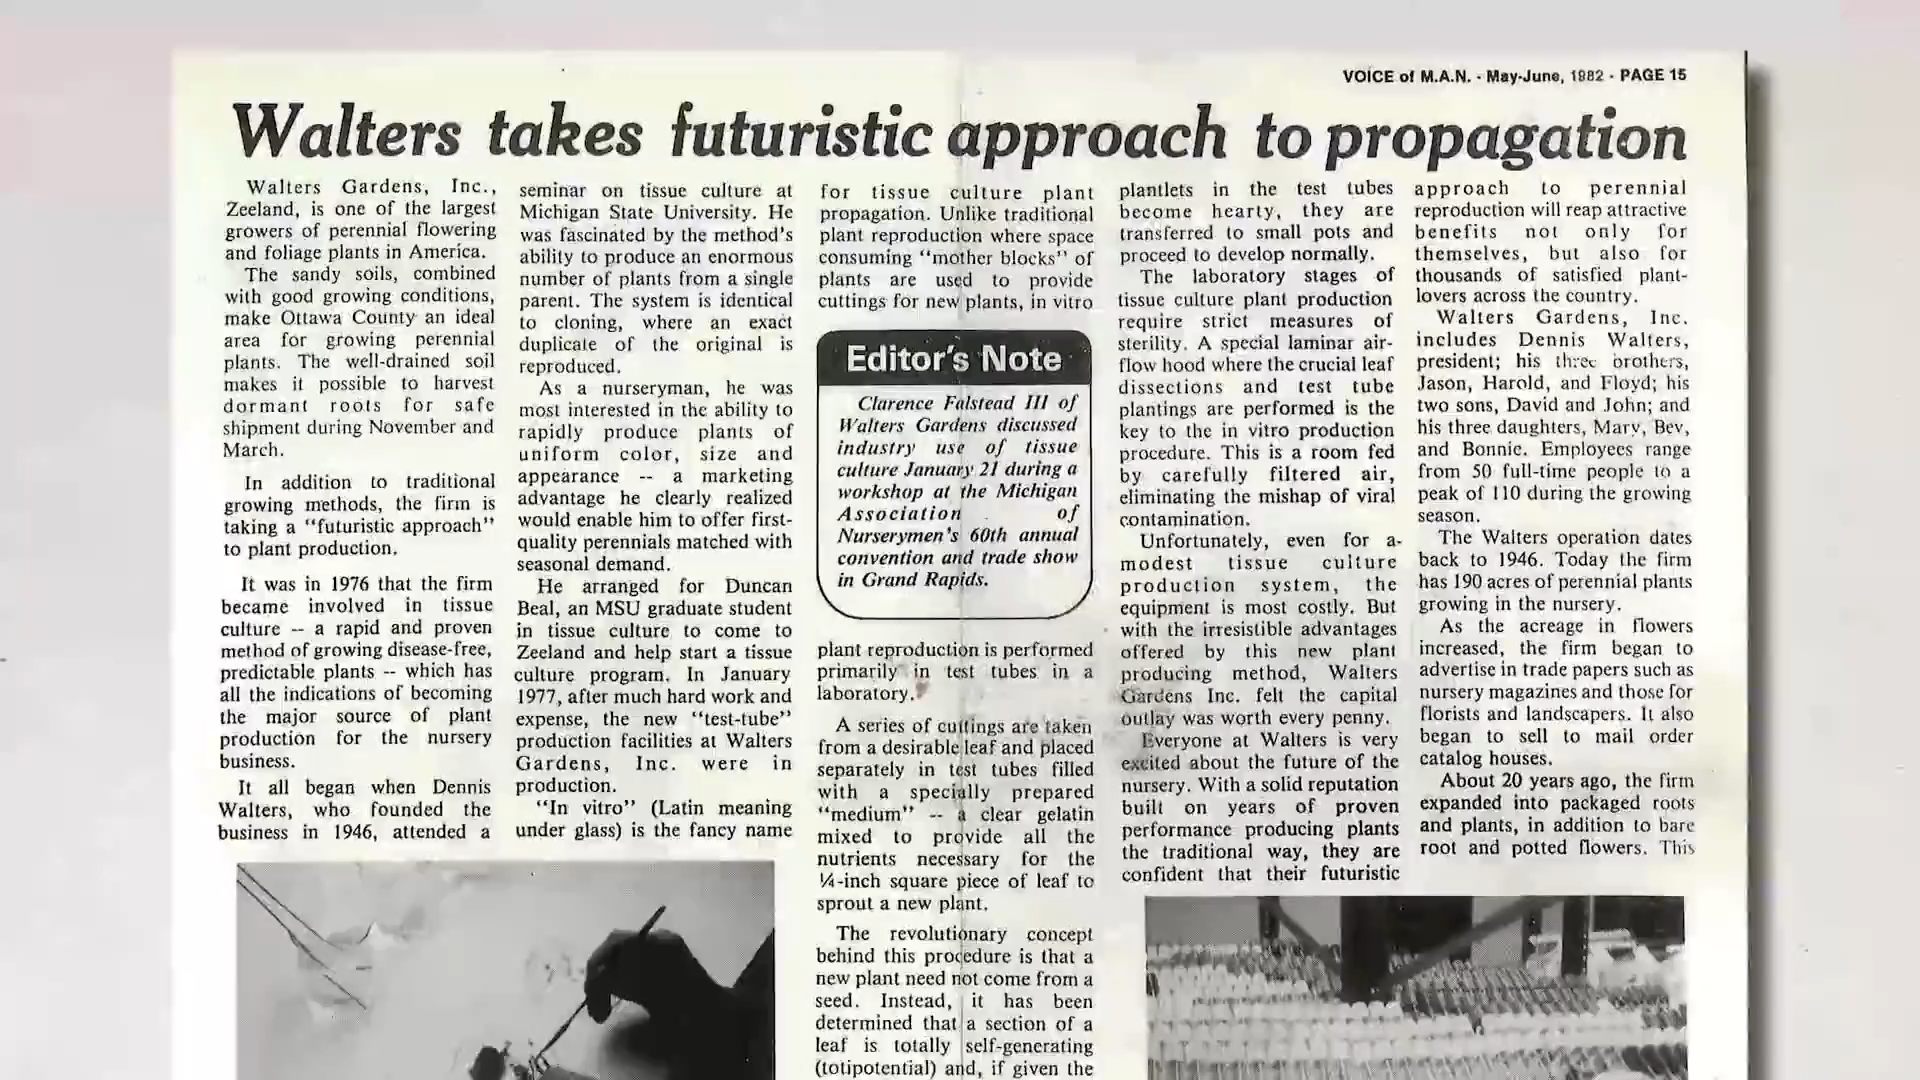 VOICE of M.A.N. - May-June, 1982 - PAGE 15
Walters takes futuristic approach to propagation
Walters Gardens, Inc.,
Zeeland, is one of the largest
growers of perennial flowering
and foliage plants in America.
The sandy soils, combined
with good growing conditions,
make Ottawa County an ideal
area for growing perennial
plants. The well-drained soil
makes it possible to harvest
dormant roots for safe
shipment during November and
March.
In addition to traditional
growing methods, the firm is
taking a "futuristic approach"
to plant production.
It was in 1976 that the firm
became involved in tissue
culture -- a rapid and proven
method of growing disease-free,
predictable plants -- which has
all the indications of becoming
the major source of plant
production for the nursery
business.
It all began when Dennis
Walters, who founded the
business in 1946, attended a
seminar on tissue culture at
Michigan State University. He
was fascinated by the method's
ability to produce an enormous
number of plants from a single
parent. The system is identical
to cloning, where an exact
duplicate of the original is
reproduced.
As a nurseryman, he was
most interested in the ability to
rapidly produce plants of
uniform color, size and
appearance -- a marketing
advantage he clearly realized
would enable him to offer first-
quality perennials matched with
seasonal demand.
He arranged for Duncan
Beal, an MSU graduate student
in tissue culture to come to
Zeeland and help start a tissue
culture program. In January
1977, after much hard work and
expense, the new "test-tube"
production facilities at Walters
Gardens, Inc. were in
production.
"In vitro" (Latin meaning
under glass) is the fancy name
for tissue culture plant
propagation. Unlike traditional
plant reproduction where space
consuming "mother blocks" of
plants are used to provide
cuttings for new plants, in vitro
Editor's Note
Clarence Falstead III of
Walters Gardens discussed
industry use of tissue
culture January 21 during a
workshop at the Michigan
Association of
Nurserymen's 60th annual
convention and trade show
in Grand Rapids.
plant reproduction is performed
primarily in test tubes in a
laboratory.
A series of cuttings are taken
from a desirable leaf and placed
separately in test tubes filled
with a specially prepared
"medium" -- a clear gelatin
mixed to provide all the
nutrients necessary for the
¼-inch square piece of leaf to
sprout a new plant.
The revolutionary concept
behind this procedure is that a
new plant need not come from a
seed. Instead, it has been
determined that a section of a
leaf is totally self-generating
(totipotential) and, if given the
plantlets in the test tubes
become hearty, they are
transferred to small pots and
proceed to develop normally.
The laboratory stages of
tissue culture plant production
require strict measures of
sterility. A special laminar air-
flow hood where the crucial leaf
dissections and test tube
plantings are performed is the
key to the in vitro production
procedure. This is a room fed
by carefully filtered air,
eliminating the mishap of viral
contamination.
Unfortunately, even for a-
modest tissue culture
production system, the
equipment is most costly. But
with the irresistible advantages
offered by this new plant
producing method, Walters
Gardens Inc. felt the capital
outlay was worth every penny.
Everyone at Walters is very
excited about the future of the
nursery. With a solid reputation
built on years of proven
performance producing plants
the traditional way, they are
confident that their futuristic
approach to perennial
reproduction will reap attractive
benefits not only for
themselves, but also for
thousands of satisfied plant-
lovers across the country.
Walters Gardens, Inc.
includes Dennis Walters,
president; his three brothers,
Jason, Harold, and Floyd; his
two sons, David and John; and
his three daughters, Mary, Bev,
and Bonnie. Employees range
from 50 full-time people to a
peak of 110 during the growing
season.
The Walters operation dates
back to 1946. Today the firm
has 190 acres of perennial plants
growing in the nursery.
As the acreage in flowers
increased, the firm began to
advertise in trade papers such as
nursery magazines and those for
florists and landscapers. It also
began to sell to mail order
catalog houses.
About 20 years ago, the firm
expanded into packaged roots
and plants, in addition to bare
root and potted flowers. This